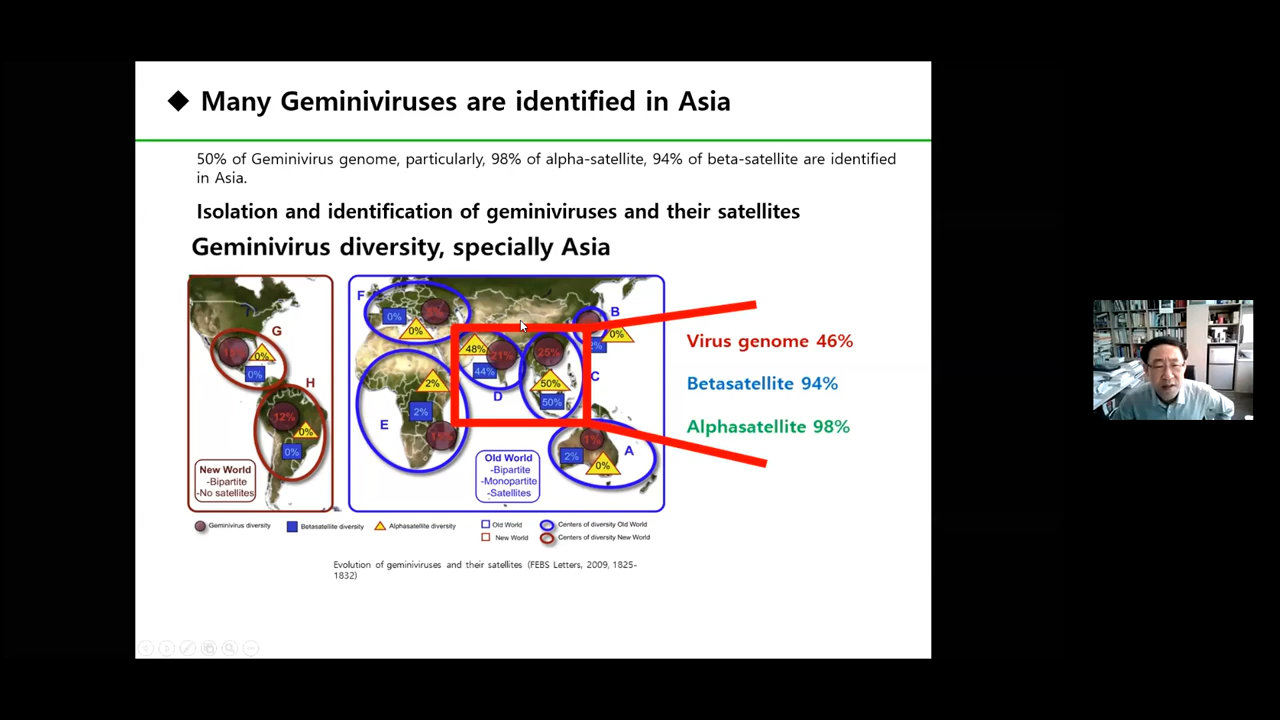 ◆ Many Geminiviruses are identified in Asia
50% of Geminivirus genome, particularly, 98% of alpha-satellite, 94% of beta-satellite are identified
in Asia.
Isolation and identification of geminiviruses and their satellites
Geminivirus diversity, specially Asia
F
B
G
0%
0%
0%
0%
48%
21%
25%
44%
C
H
50%
2%
50%
D
12%
0%
2%
E
0%
1%
A
2%
0%
New World
-Bipartite
-No satellites
Old World
-Bipartite
-Monopartite
-Satellites
Virus genome 46%
Betasatellite 94%
Alphasatellite 98%
Geminivirus diversity
Betasatellite diversity
Alphasatellite diversity
Old World
New World
Centers of diversity Old World
Centers of diversity New World
Evolution of geminiviruses and their satellites (FEBS Letters, 2009, 1825-
1832)